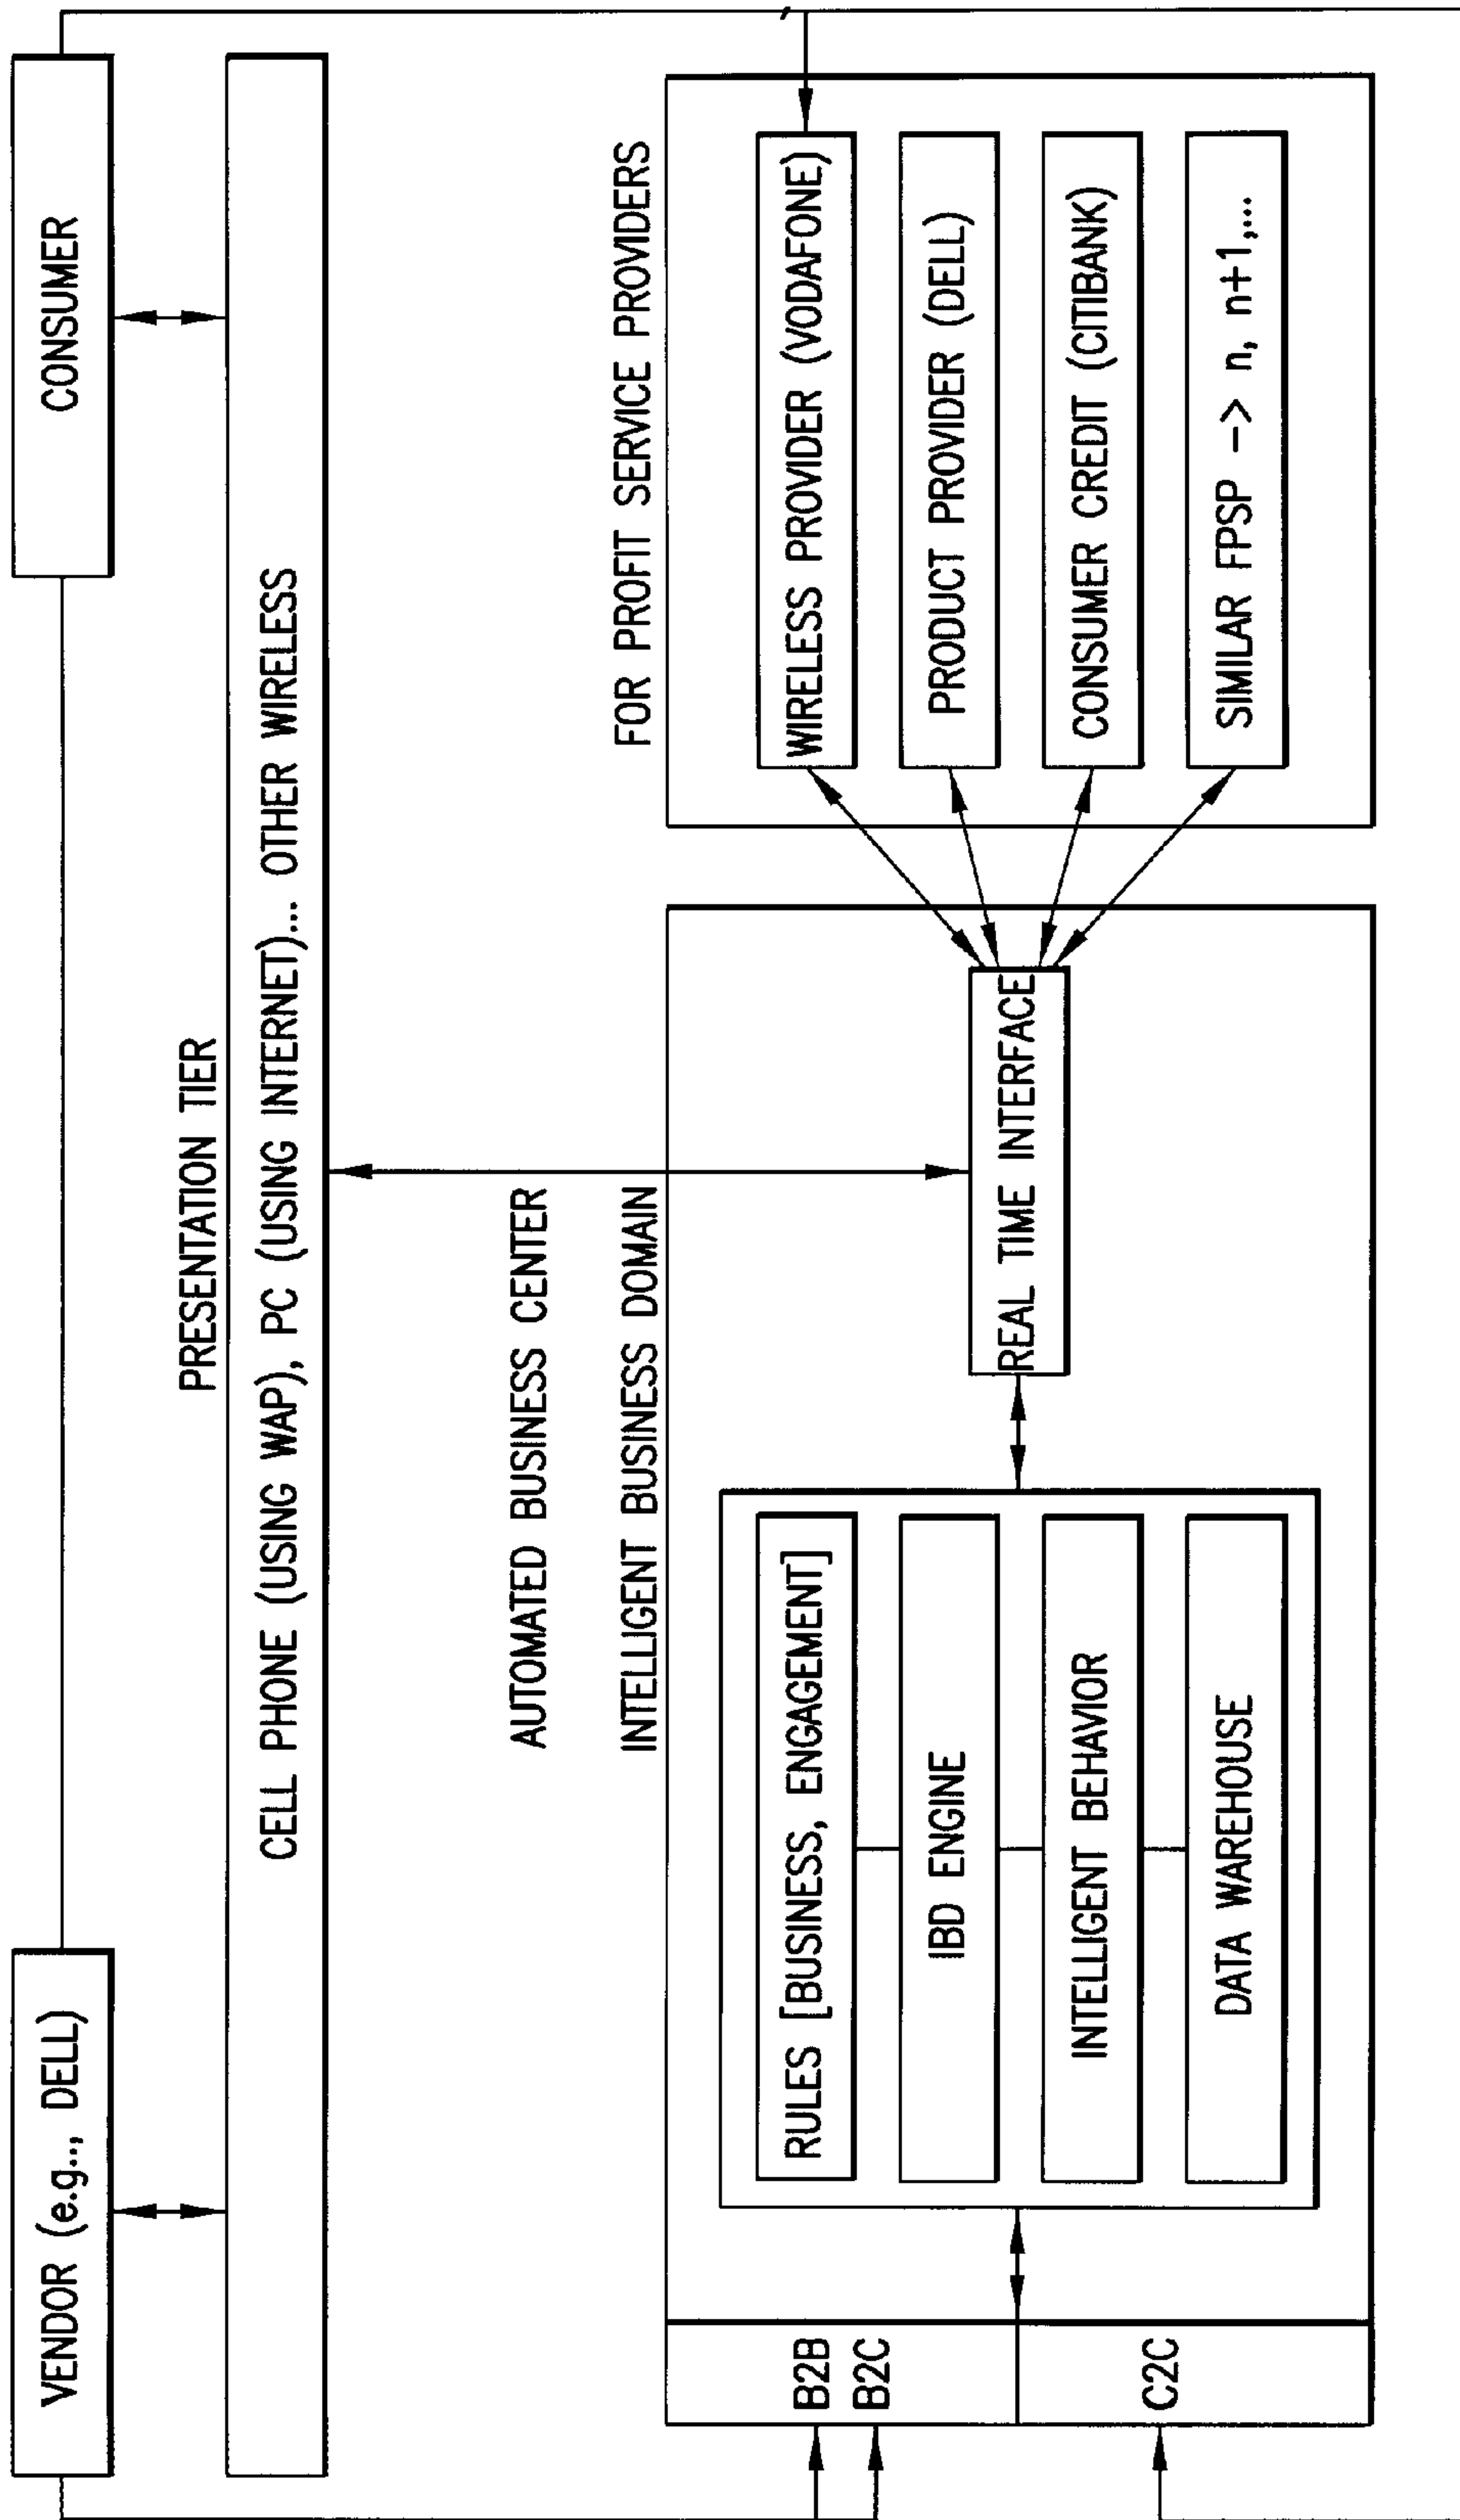 VENDOR (e.g.., DELL)
CONSUMER
PRESENTATION TIER
CELL PHONE (USING WAP), PC (USING INTERNET)... OTHER WIRELESS
AUTOMATED BUSINESS CENTER
INTELLIGENT BUSINESS DOMAIN
FOR PROFIT SERVICE PROVIDERS
B2B
B2C
C2C
RULES [BUSINESS, ENGAGEMENT]
IBD ENGINE
INTELLIGENT BEHAVIOR
DATA WAREHOUSE
REAL TIME INTERFACE
WIRELESS PROVIDER (VODAFONE)
PRODUCT PROVIDER (DELL)
CONSUMER CREDIT (CITIBANK)
SIMILAR FPSP -> n, n+1,...